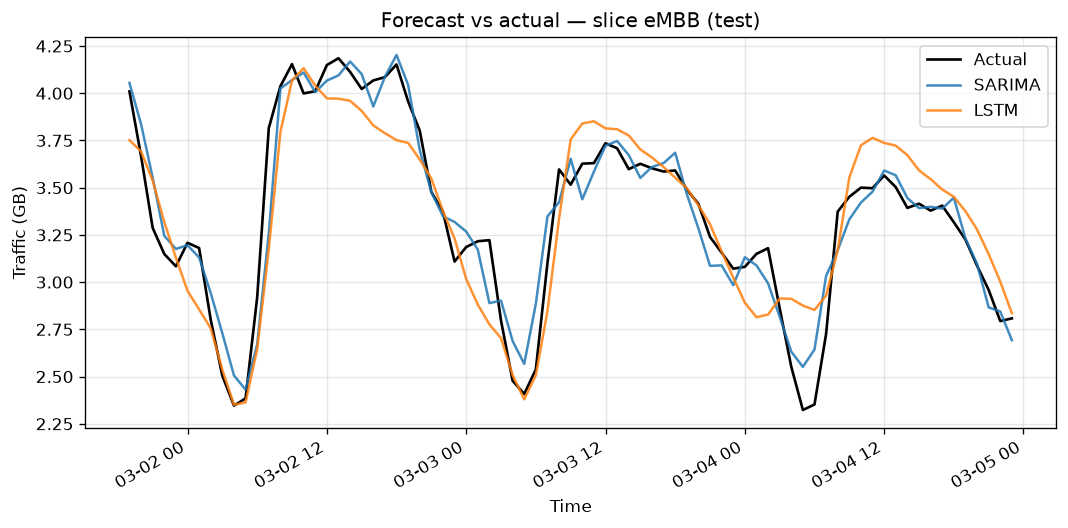 Forecast vs actual — slice eMBB (test)
Actual
SARIMA
LSTM
Traffic (GB)
4.25
4.00
3.75
3.50
3.25
3.00
2.75
2.50
2.25
03-02 00
03-02 12
03-03 00
03-03 12
03-04 00
03-04 12
03-05 00
Time